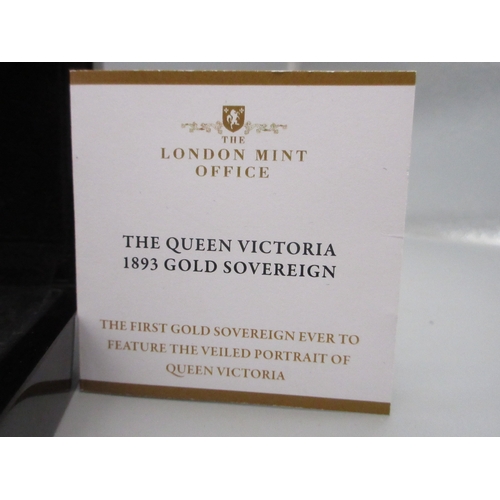 THE
LONDON MINT
OFFICE
THE QUEEN VICTORIA
1893 GOLD SOVEREIGN
THE FIRST GOLD SOVEREIGN EVER TO
FEATURE THE VEILED PORTRAIT OF
QUEEN VICTORIA